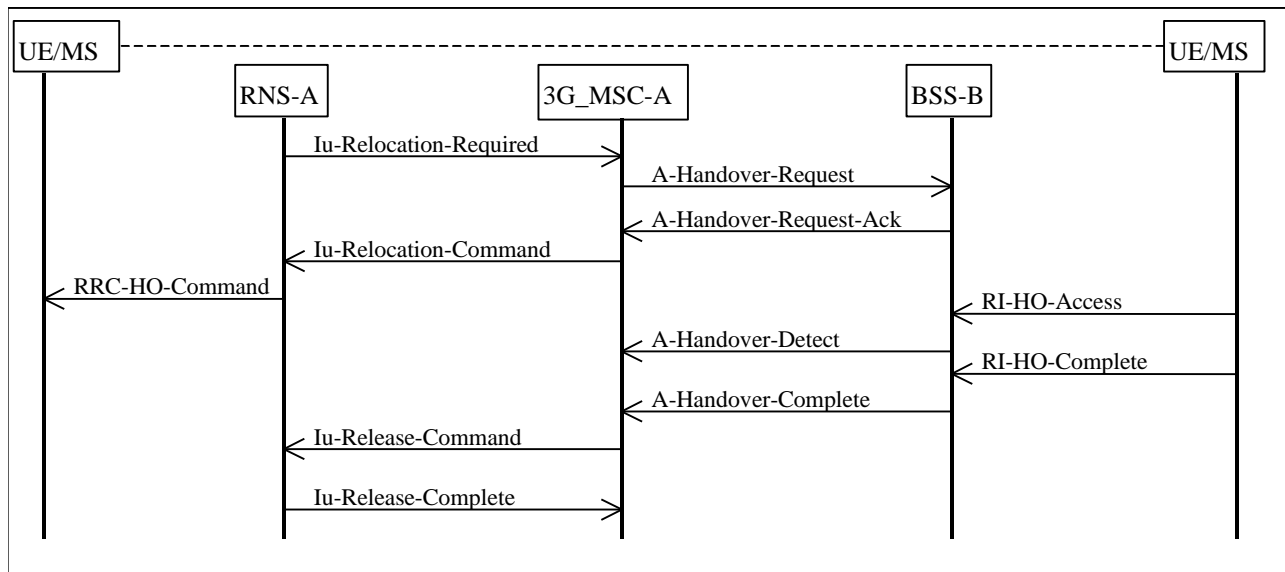 UE/MS
UE/MS
RNS-A
3G_MSC-A
BSS-B
Iu-Relocation-Required
A-Handover-Request
A-Handover-Request-Ack
Iu-Relocation-Command
RRC-HO-Command
RI-HO-Access
A-Handover-Detect
RI-HO-Complete
A-Handover-Complete
Iu-Release-Command
Iu-Release-Complete